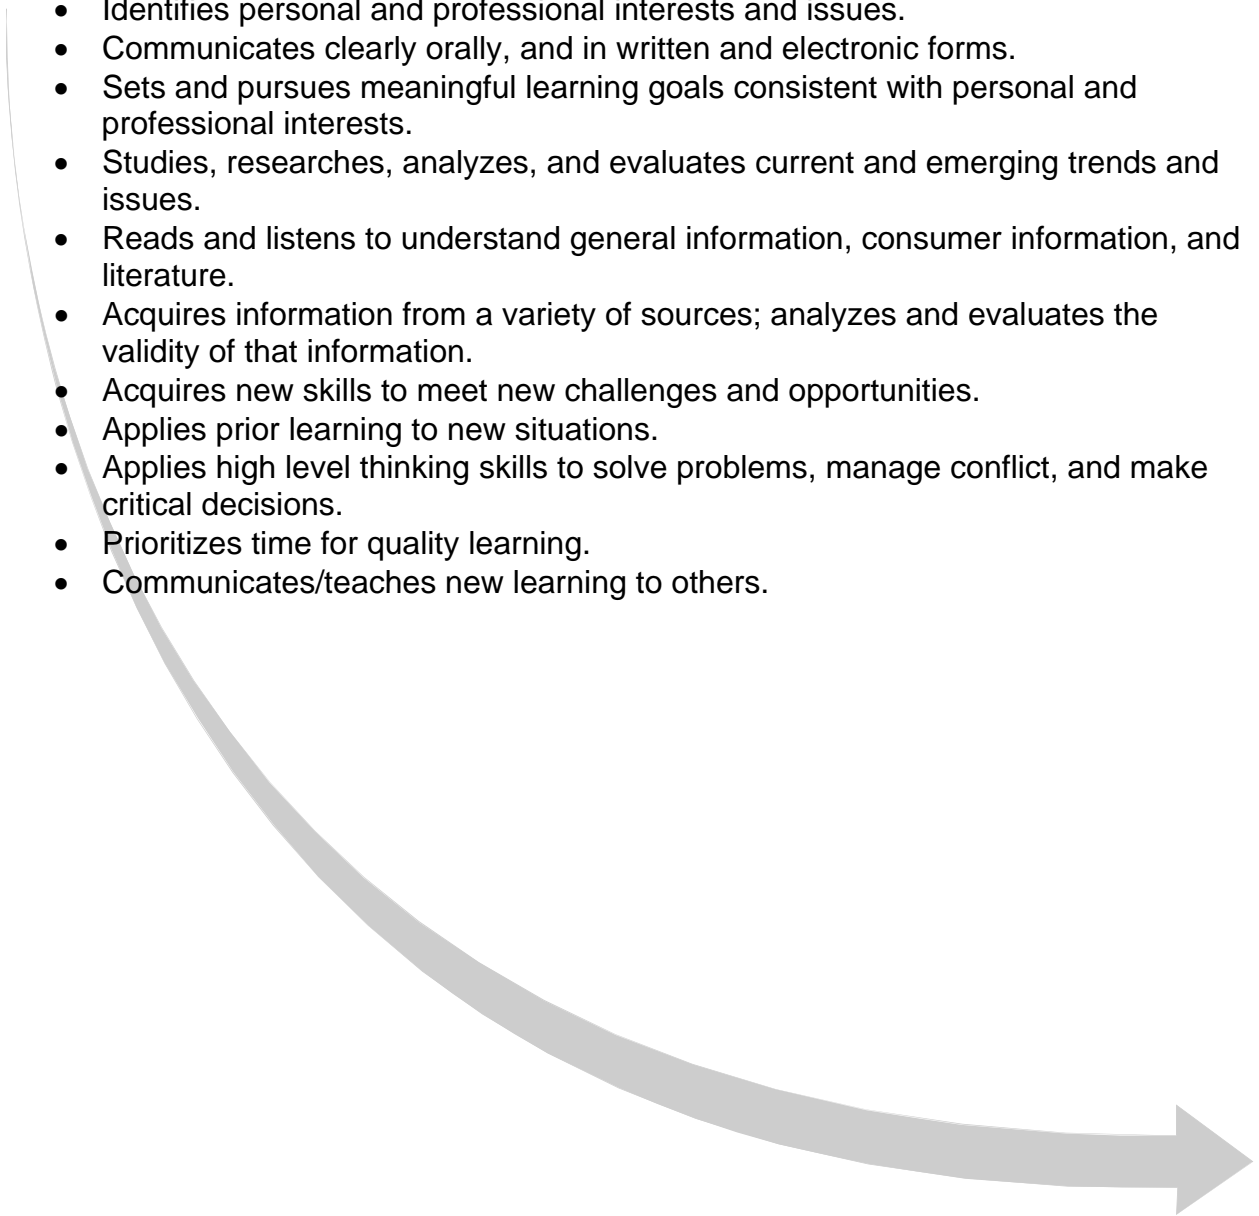 • Identifies personal and professional interests and issues.
• Communicates clearly orally, and in written and electronic forms.
• Sets and pursues meaningful learning goals consistent with personal and
professional interests.
• Studies, researches, analyzes, and evaluates current and emerging trends and
issues.
• Reads and listens to understand general information, consumer information, and
literature.
• Acquires information from a variety of sources; analyzes and evaluates the
validity of that information.
• Acquires new skills to meet new challenges and opportunities.
• Applies prior learning to new situations.
• Applies high level thinking skills to solve problems, manage conflict, and make
critical decisions.
• Prioritizes time for quality learning.
• Communicates/teaches new learning to others.